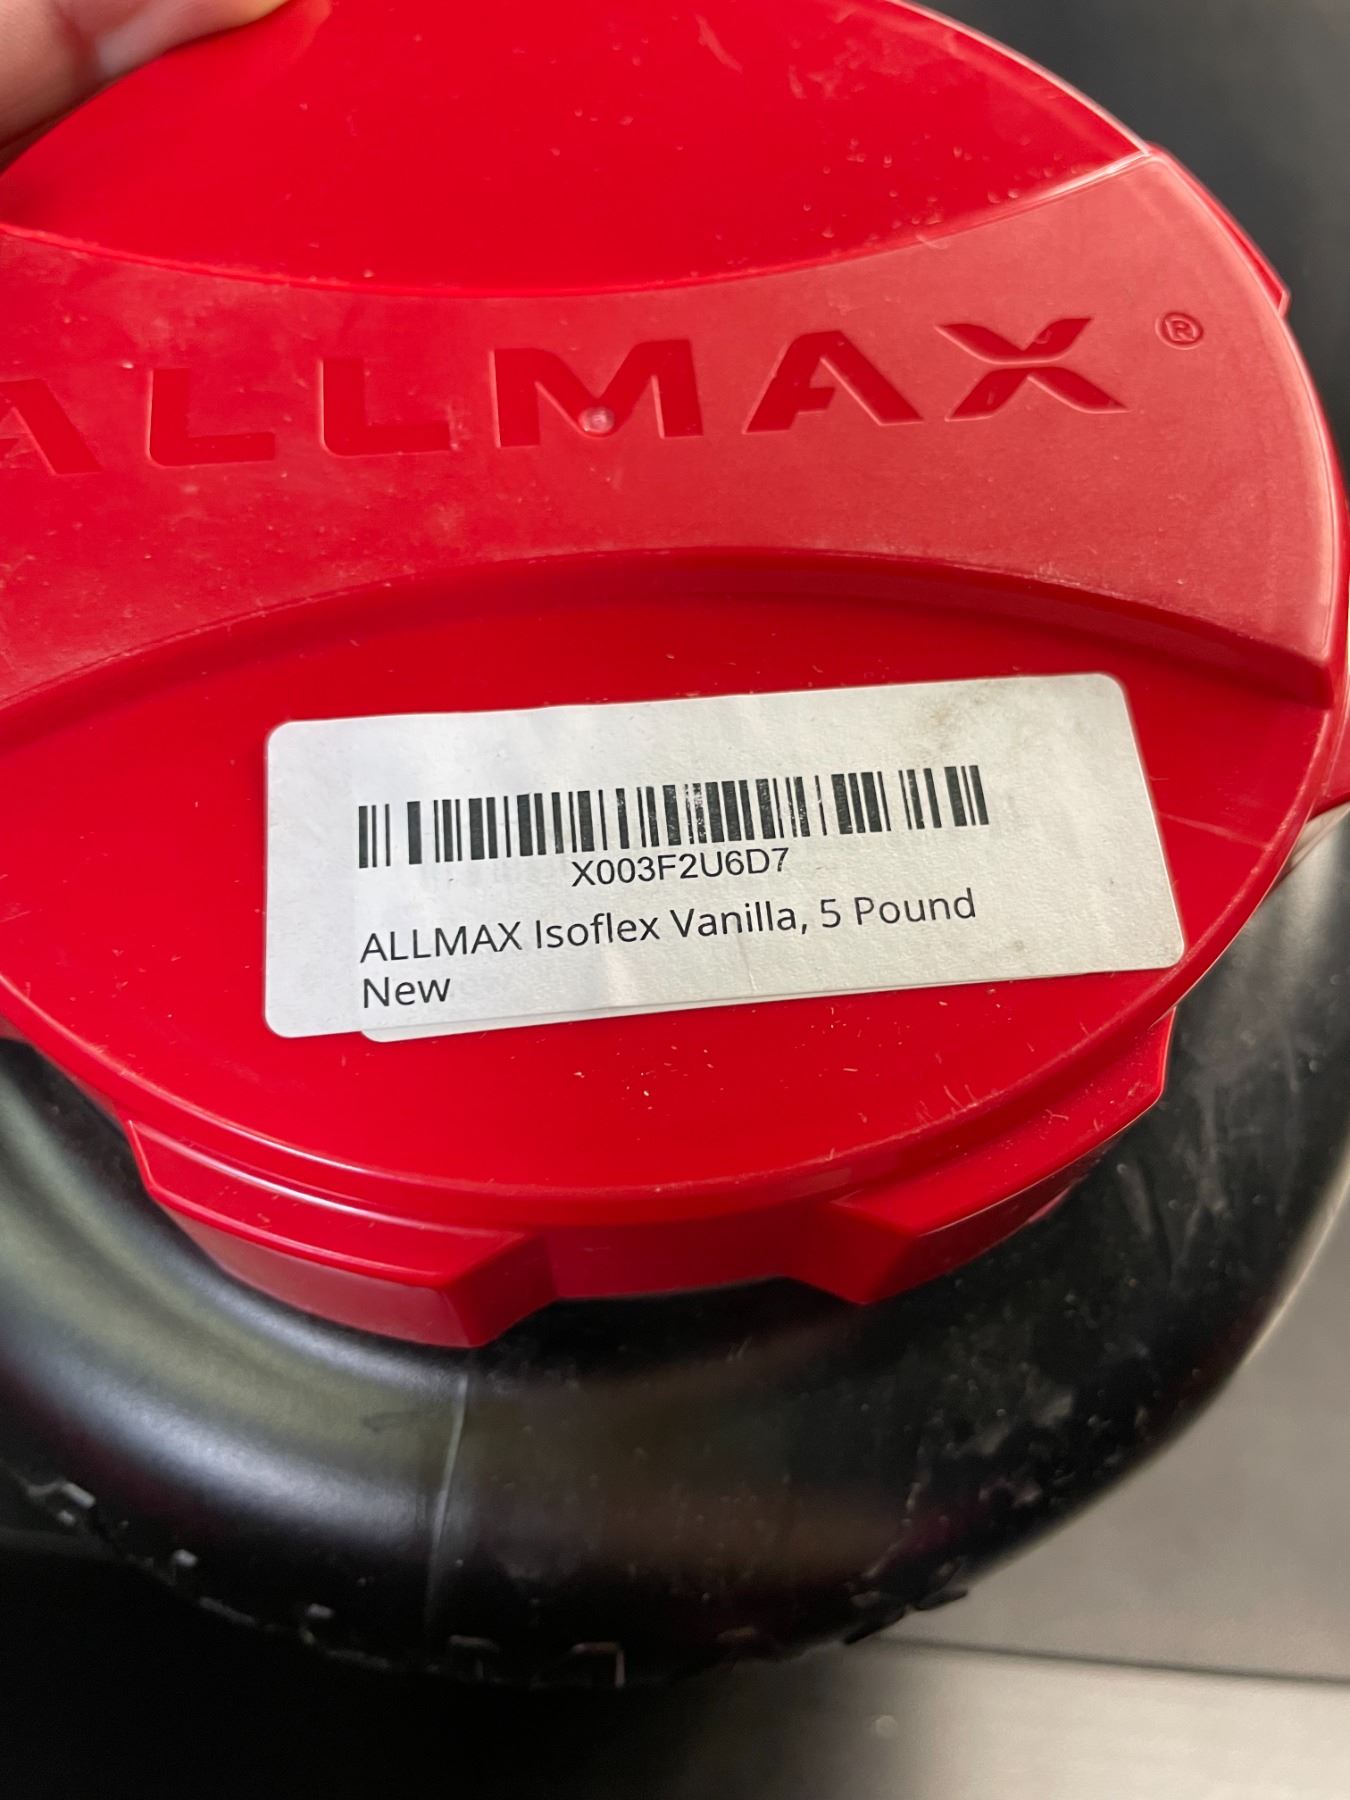 ALLMAX®
X003F2U6D7
ALLMAX Isoflex Vanilla, 5 Pound
New